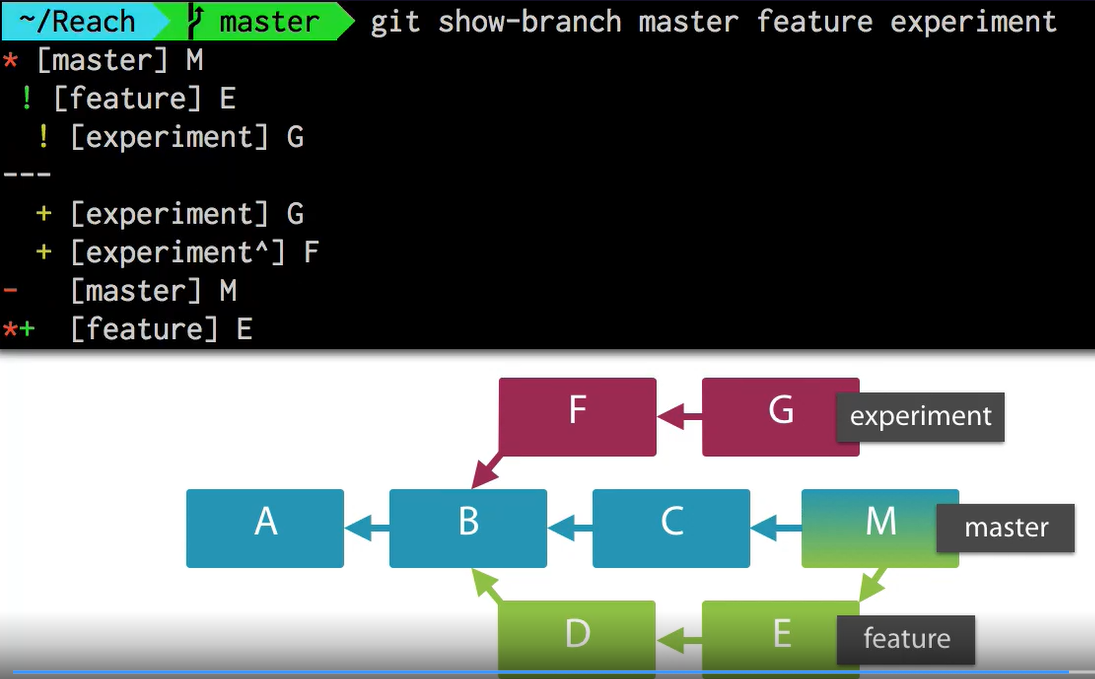 ~/Reach master git show-branch master feature experiment
* [master] M
! [feature] E
! [experiment] G
---
+ [experiment] G
+ [experiment^] F
- [master] M
*+ [feature] E
F G experiment
A B C M master
D E feature